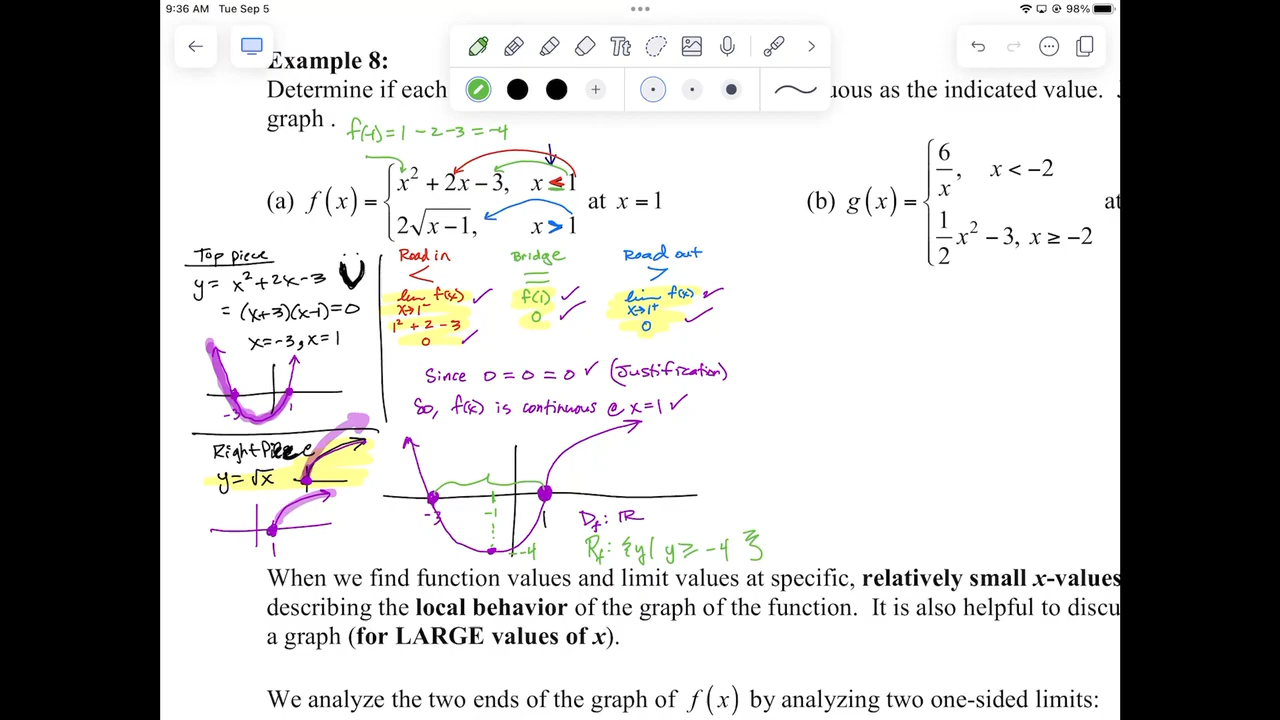 9:36 AM Tue Sep 5
98%
Tt
Example 8:
Determine if each
uous as the indicated value.
graph .
f(-1) = 1 - 2 - 3 = -4
(a) f(x) = { x² + 2x - 3, x ≤ 1
2√(x-1), x > 1
at x = 1
(b) g(x) = { 6/x, x < -2
1/2 x² - 3, x ≥ -2
at
Top piece
y = x² + 2x - 3
= (x+3)(x-1) = 0
x = -3, x = 1
-3
1
Right Piece
y = √x
1
Road in
<
lim f(x)
x→1⁻
1² + 2 - 3
0
Bridge
=
f(1)
0
Road out
>
lim f(x)
x→1⁺
0
Since 0 = 0 = 0 ✓ (Justification)
So, f(x) is continuous @ x = 1 ✓
-3
-1
1
-4
D_f: ℝ
R_f: {y | y ≥ -4}
When we find function values and limit values at specific, relatively small x-values
describing the local behavior of the graph of the function. It is also helpful to discu
a graph (for LARGE values of x).
We analyze the two ends of the graph of f(x) by analyzing two one-sided limits: